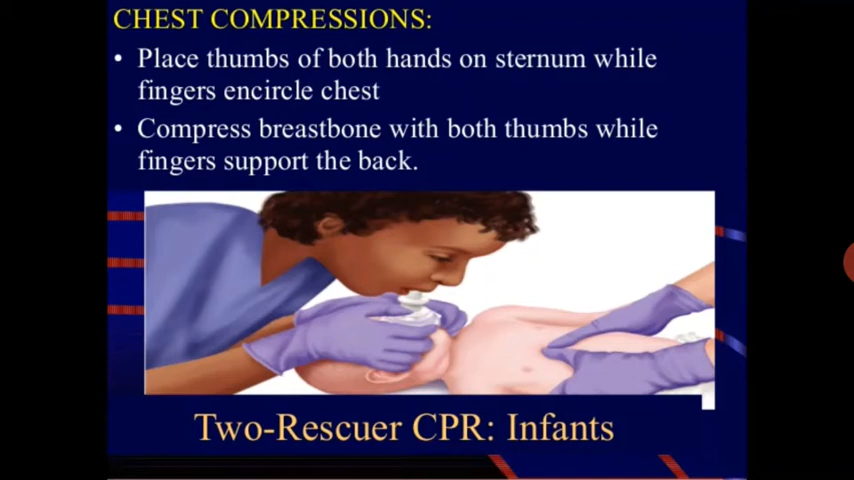 CHEST COMPRESSIONS:
• Place thumbs of both hands on sternum while
fingers encircle chest
• Compress breastbone with both thumbs while
fingers support the back.
Two-Rescuer CPR: Infants